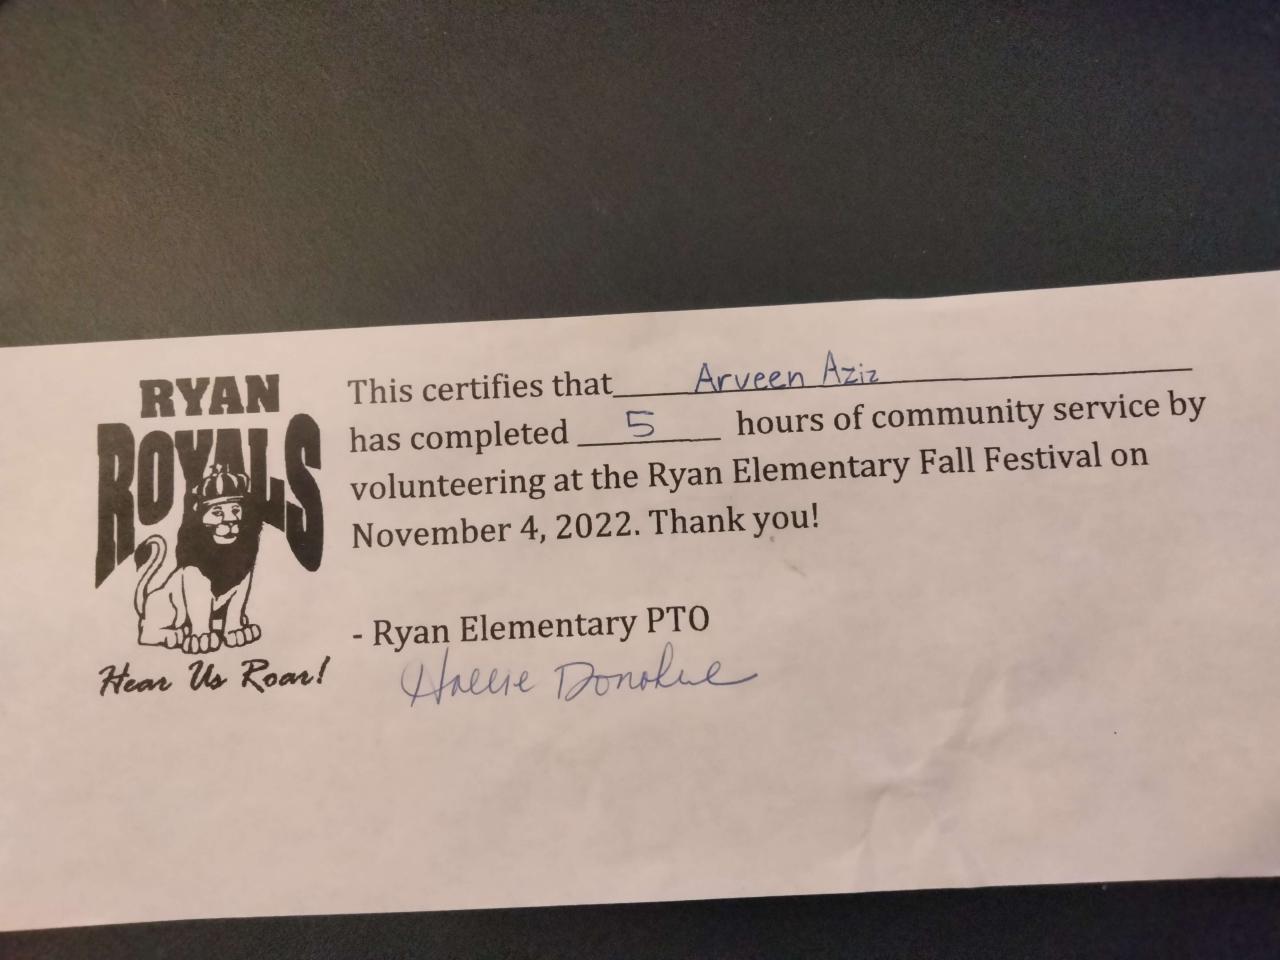 RYAN
ROYALS
Hear Us Roar!
This certifies that Arveen Aziz
has completed 5 hours of community service by
volunteering at the Ryan Elementary Fall Festival on
November 4, 2022. Thank you!
- Ryan Elementary PTO
Hollie Donohue